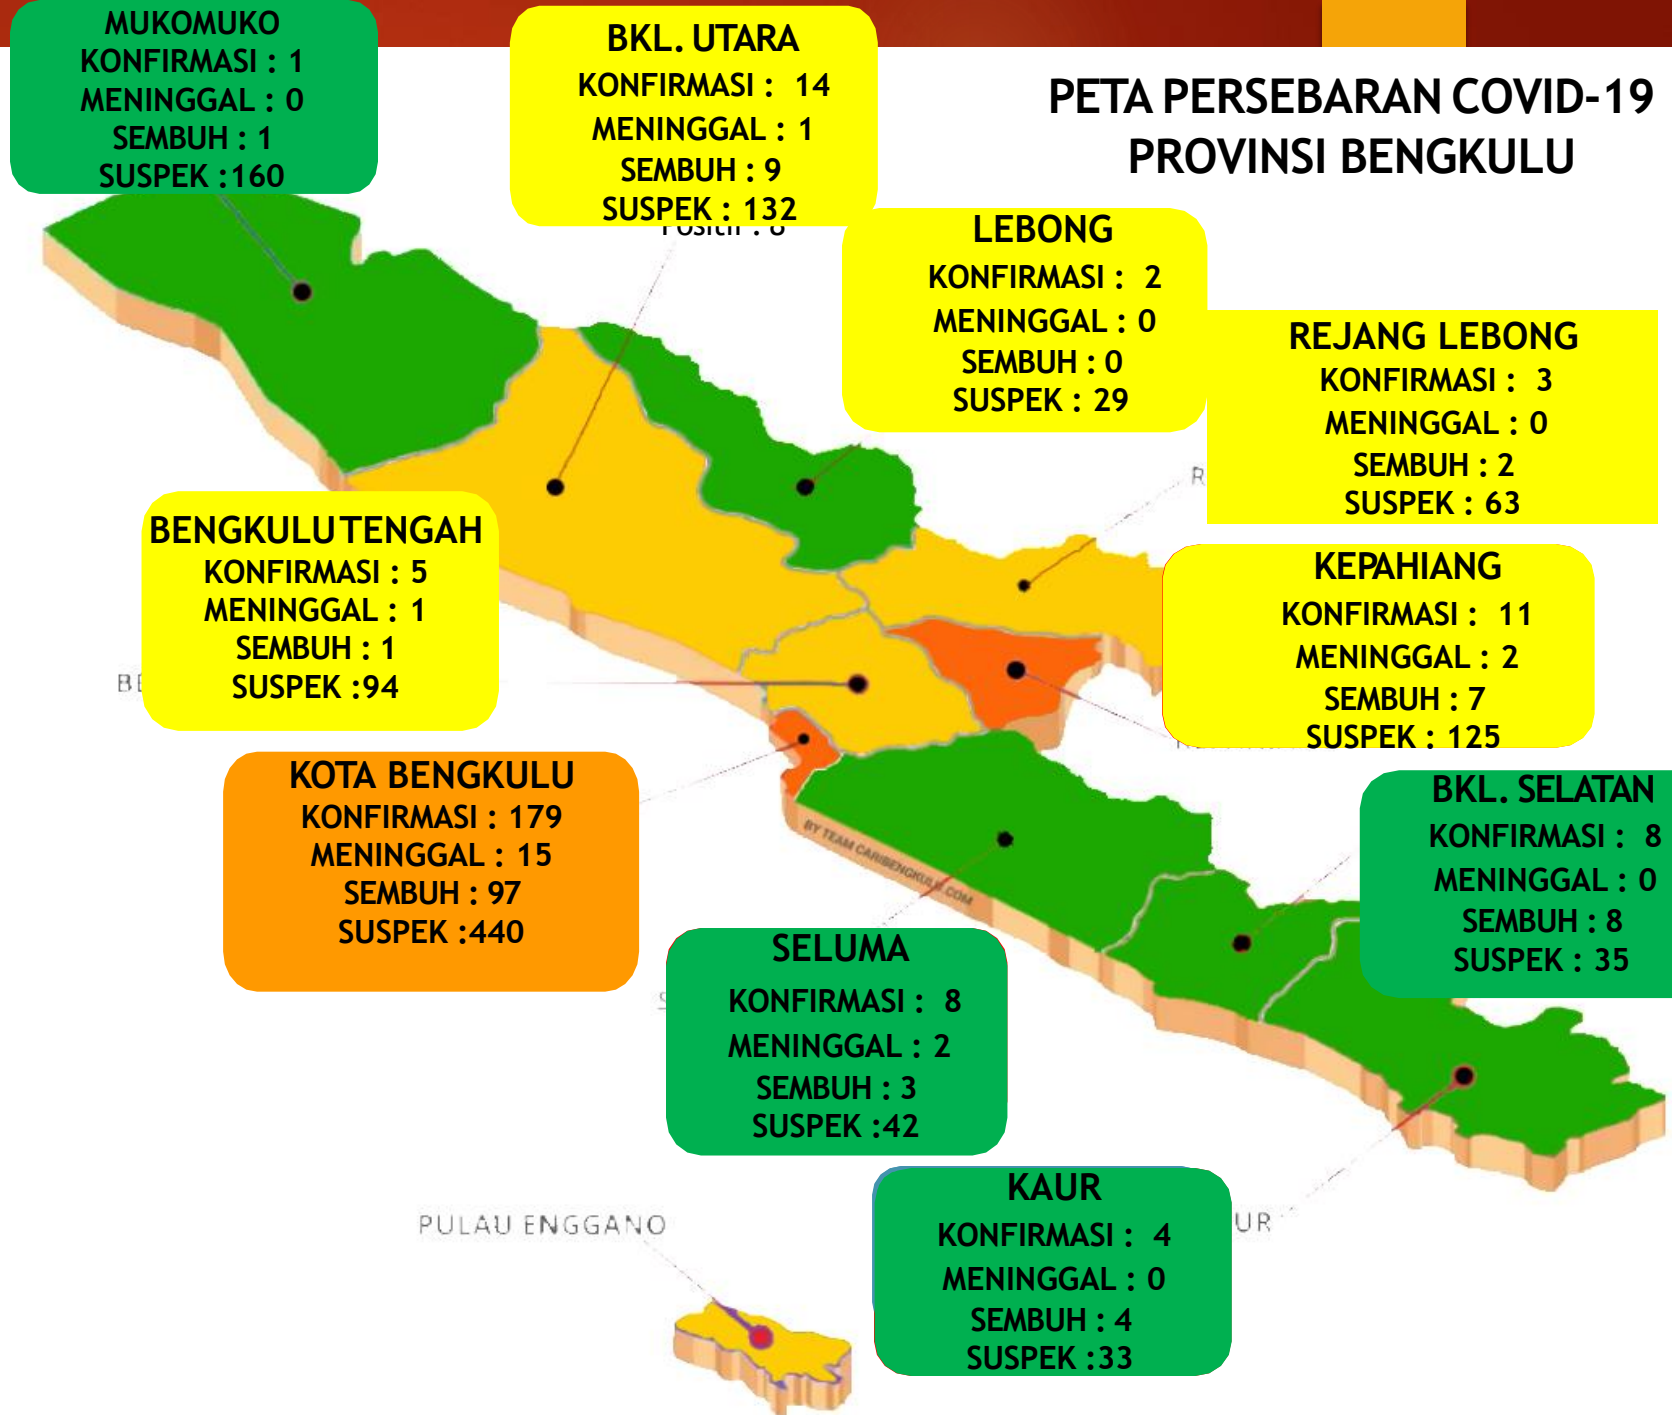 PETA PERSEBARAN COVID-19
PROVINSI BENGKULU
MUKOMUKO
KONFIRMASI : 1
MENINGGAL : 0
SEMBUH : 1
SUSPEK :160
BKL. UTARA
KONFIRMASI : 14
MENINGGAL : 1
SEMBUH : 9
SUSPEK : 132
LEBONG
KONFIRMASI : 2
MENINGGAL : 0
SEMBUH : 0
SUSPEK : 29
REJANG LEBONG
KONFIRMASI : 3
MENINGGAL : 0
SEMBUH : 2
SUSPEK : 63
BENGKULU TENGAH
KONFIRMASI : 5
MENINGGAL : 1
SEMBUH : 1
SUSPEK :94
KEPAHIANG
KONFIRMASI : 11
MENINGGAL : 2
SEMBUH : 7
SUSPEK : 125
KOTA BENGKULU
KONFIRMASI : 179
MENINGGAL : 15
SEMBUH : 97
SUSPEK :440
BKL. SELATAN
KONFIRMASI : 8
MENINGGAL : 0
SEMBUH : 8
SUSPEK : 35
BY TEAM CARIBENGKULU.COM
SELUMA
KONFIRMASI : 8
MENINGGAL : 2
SEMBUH : 3
SUSPEK :42
KAUR
KONFIRMASI : 4
MENINGGAL : 0
SEMBUH : 4
SUSPEK :33
PULAU ENGGANO
UR